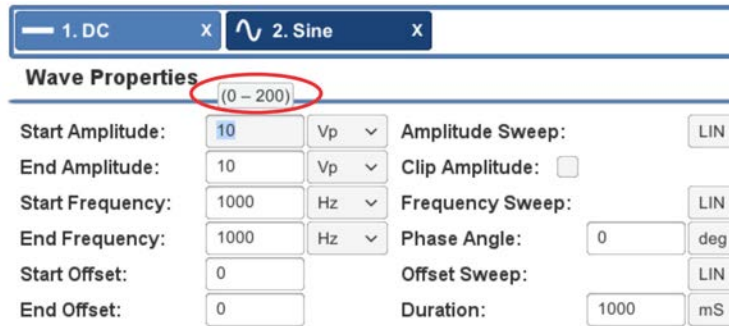 1. DC X 2. Sine X
Wave Properties
(0 – 200)
Start Amplitude: 10 Vp Amplitude Sweep: LIN
End Amplitude: 10 Vp Clip Amplitude:
Start Frequency: 1000 Hz Frequency Sweep: LIN
End Frequency: 1000 Hz Phase Angle: 0 deg
Start Offset: 0 Offset Sweep: LIN
End Offset: 0 Duration: 1000 mS